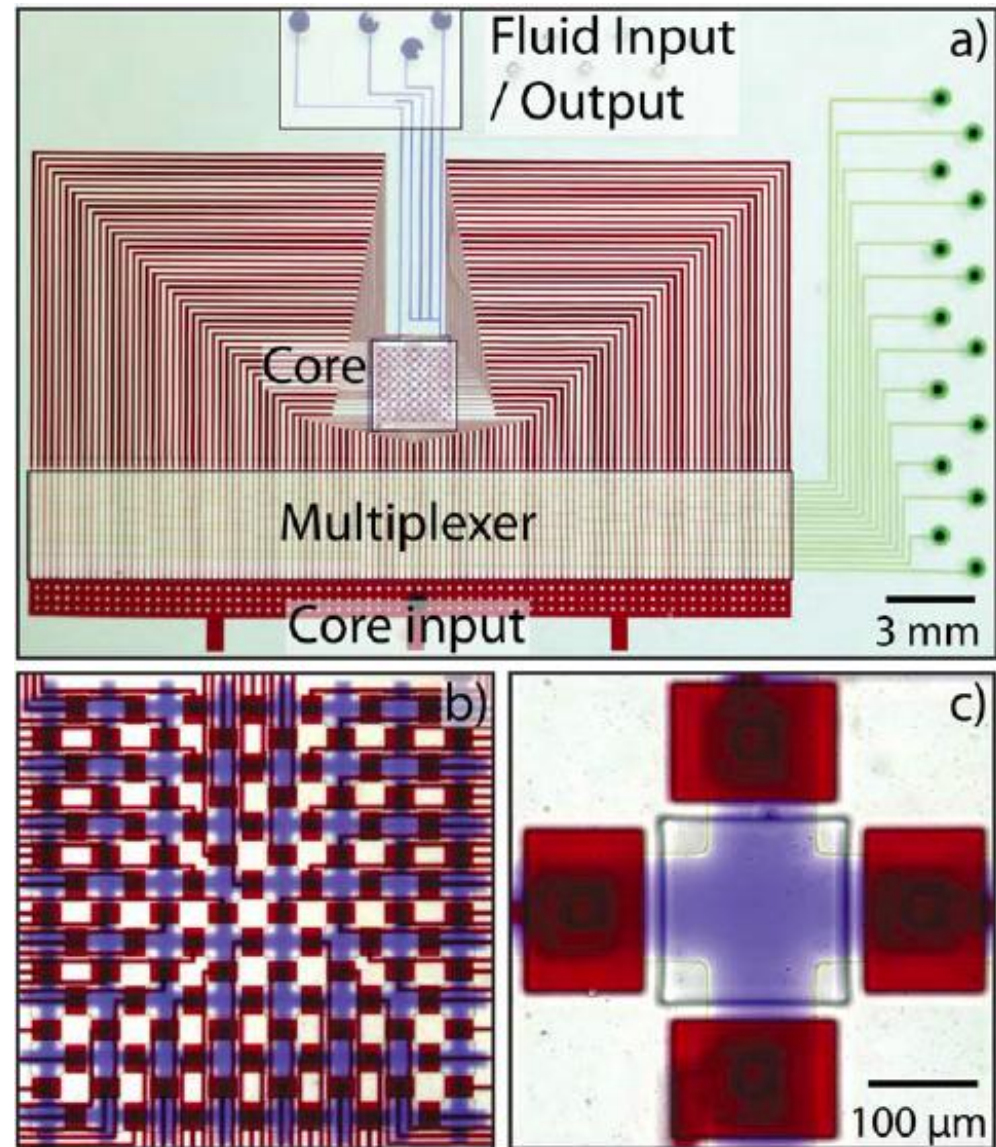 Fluid Input
/ Output
a)
Core
Multiplexer
Core input
3 mm
b)
c)
100 μm